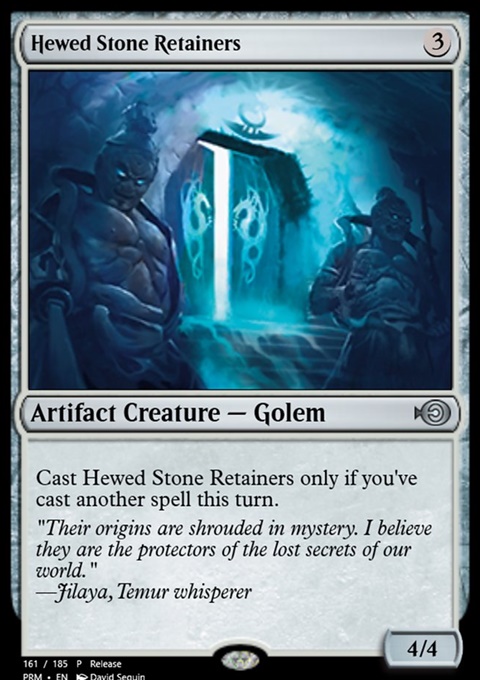 Hewed Stone Retainers 3
Artifact Creature — Golem
Cast Hewed Stone Retainers only if you've
cast another spell this turn.
"Their origins are shrouded in mystery. I believe
they are the protectors of the lost secrets of our
world."
—Jilaya, Temur whisperer
4/4
161 / 185 P Release
PRM • EN David Seguin